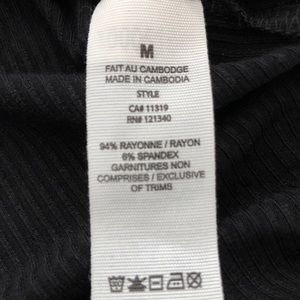 M
FAIT AU CAMBODGE
MADE IN CAMBODIA
STYLE
CA# 11319
RN# 121340
94% RAYONNE / RAYON
6% SPANDEX
GARNITURES NON
COMPRISES / EXCLUSIVE
OF TRIMS